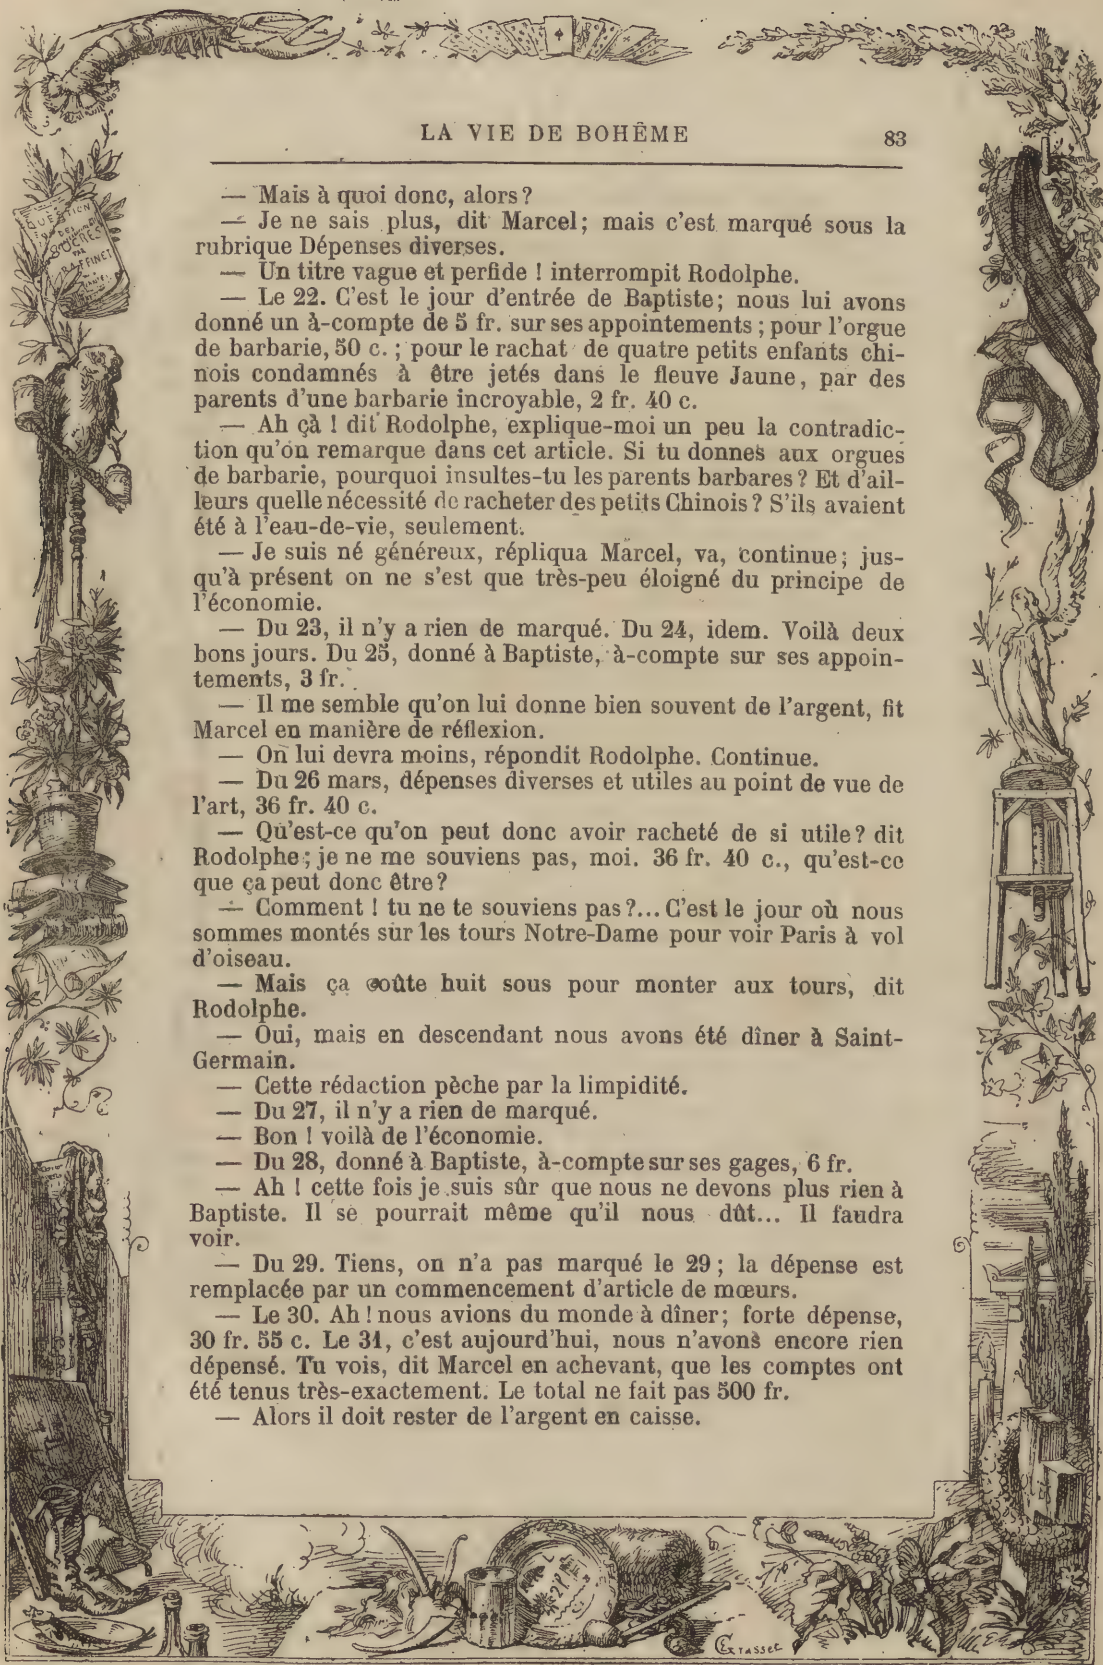 LA VIE DE BOHÊME 83
— Mais à quoi donc, alors?
— Je ne sais plus, dit Marcel; mais c'est marqué sous la
rubrique Dépenses diverses.
— Un titre vague et perfide ! interrompit Rodolphe.
— Le 22. C'est le jour d'entrée de Baptiste; nous lui avons
donné un à-compte de 5 fr. sur ses appointements ; pour l'orgue
de barbarie, 50 c. ; pour le rachat de quatre petits enfants chi-
nois condamnés à être jetés dans le fleuve Jaune, par des
parents d'une barbarie incroyable, 2 fr. 40 c.
— Ah çà ! dit Rodolphe, explique-moi un peu la contradic-
tion qu'on remarque dans cet article. Si tu donnes aux orgues
de barbarie, pourquoi insultes-tu les parents barbares ? Et d'ail-
leurs quelle nécessité de racheter des petits Chinois ? S'ils avaient
été à l'eau-de-vie, seulement.
— Je suis né généreux, répliqua Marcel, va, continue; jus-
qu'à présent on ne s'est que très-peu éloigné du principe de
l'économie.
— Du 23, il n'y a rien de marqué. Du 24, idem. Voilà deux
bons jours. Du 25, donné à Baptiste, à-compte sur ses appoin-
tements, 3 fr.
— Il me semble qu'on lui donne bien souvent de l'argent, fit
Marcel en manière de réflexion.
— On lui devra moins, répondit Rodolphe. Continue.
— Du 26 mars, dépenses diverses et utiles au point de vue de
l'art, 36 fr. 40 c.
— Qu'est-ce qu'on peut donc avoir racheté de si utile? dit
Rodolphe; je ne me souviens pas, moi. 36 fr. 40 c., qu'est-ce
que ça peut donc être?
— Comment ! tu ne te souviens pas?... C'est le jour où nous
sommes montés sur les tours Notre-Dame pour voir Paris à vol
d'oiseau.
— Mais ça coûte huit sous pour monter aux tours, dit
Rodolphe.
— Oui, mais en descendant nous avons été dîner à Saint-
Germain.
— Cette rédaction pèche par la limpidité.
— Du 27, il n'y a rien de marqué.
— Bon ! voilà de l'économie.
— Du 28, donné à Baptiste, à-compte sur ses gages, 6 fr.
— Ah ! cette fois je suis sûr que nous ne devons plus rien à
Baptiste. Il se pourrait même qu'il nous dût... Il faudra
voir.
— Du 29. Tiens, on n'a pas marqué le 29 ; la dépense est
remplacée par un commencement d'article de mœurs.
— Le 30. Ah ! nous avions du monde à dîner; forte dépense,
30 fr. 55 c. Le 31, c'est aujourd'hui, nous n'avons encore rien
dépensé. Tu vois, dit Marcel en achevant, que les comptes ont
été tenus très-exactement. Le total ne fait pas 500 fr.
— Alors il doit rester de l'argent en caisse.
QUESTION
DES
SUCRES
PAR
RAFFINET